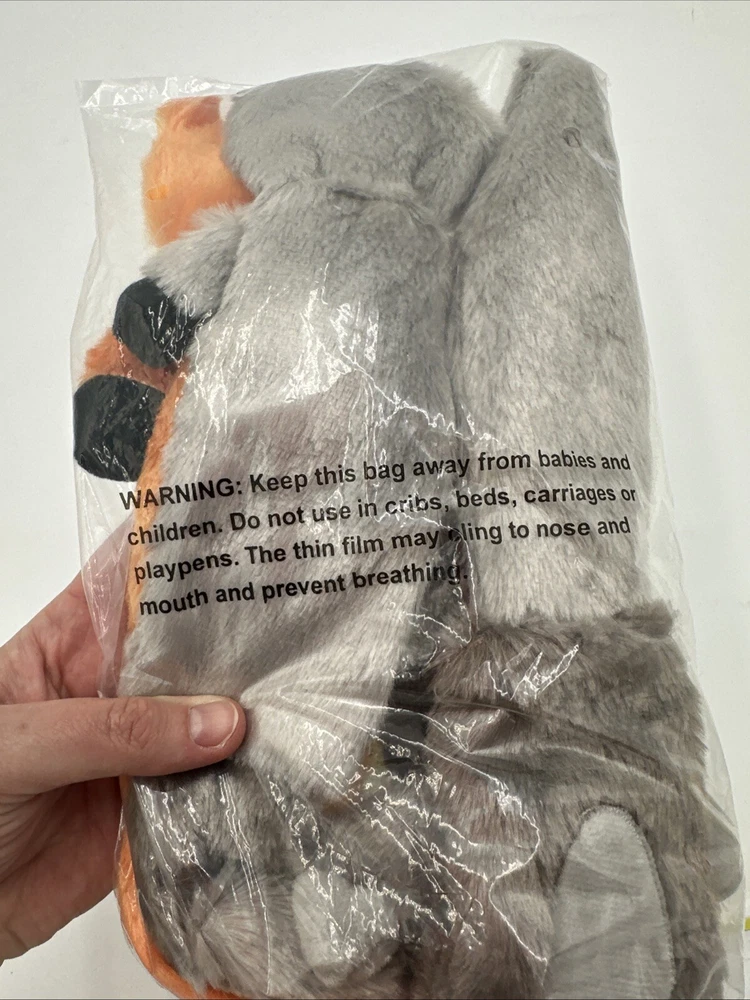 WARNING: Keep this bag away from babies and
children. Do not use in cribs, beds, carriages or
playpens. The thin film may cling to nose and
mouth and prevent breathing.